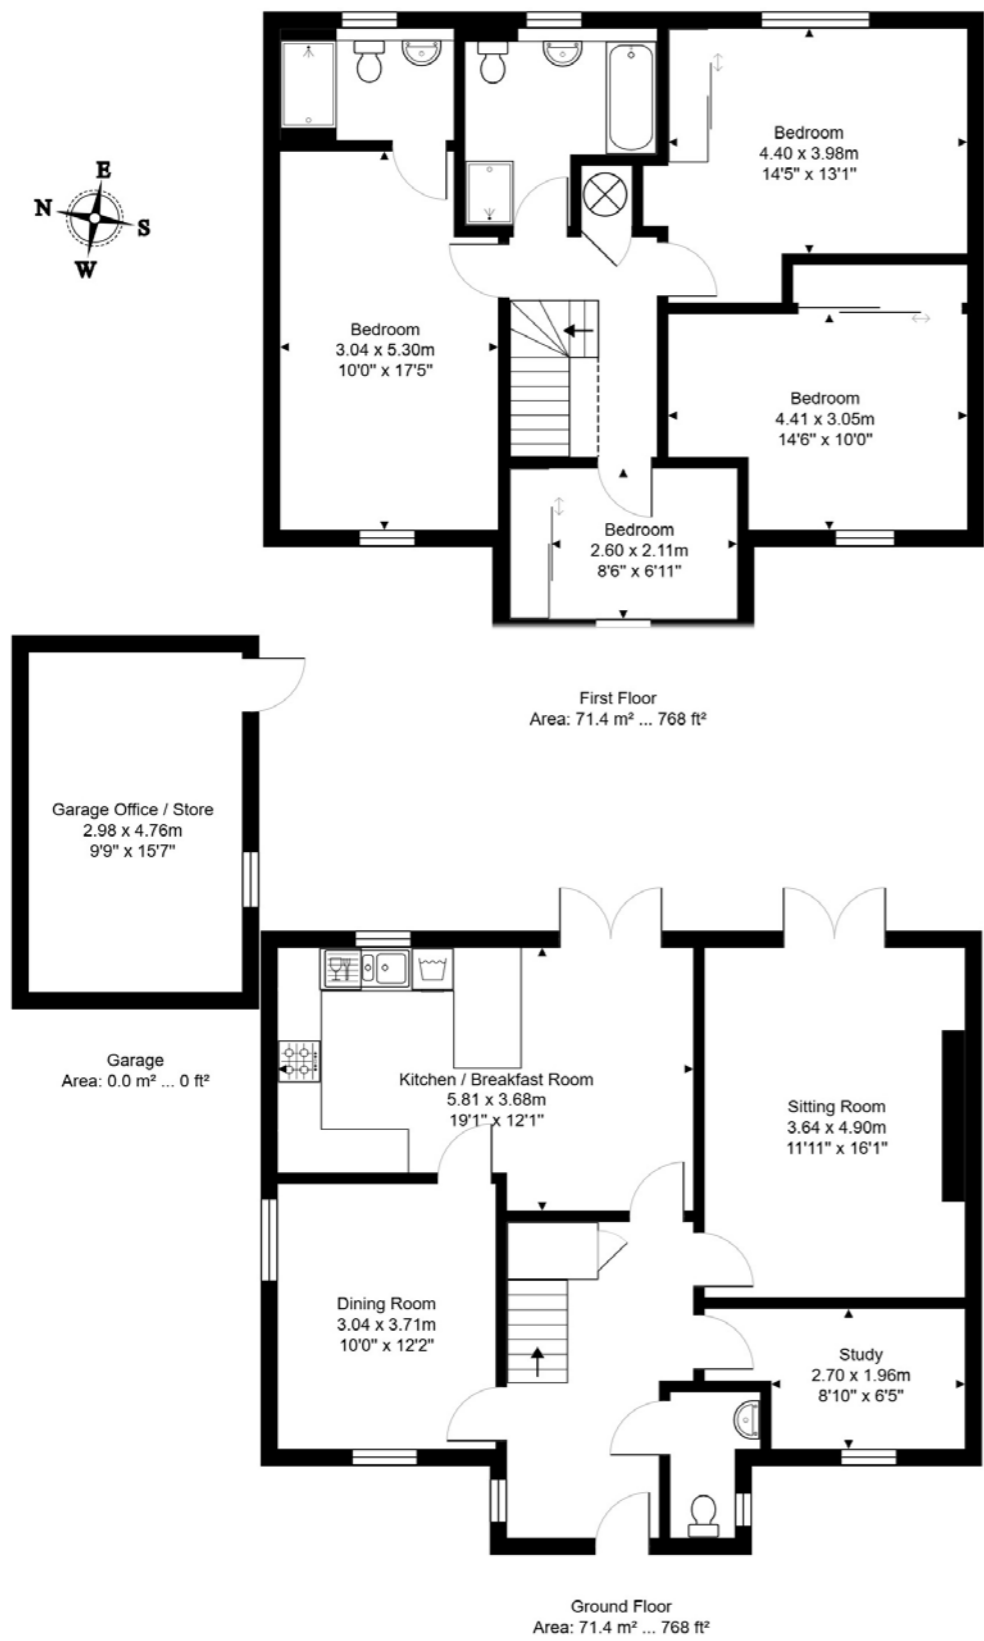 Bedroom
4.40 x 3.98m
14'5" x 13'1"
E
N
S
W
Bedroom
3.04 x 5.30m
10'0" x 17'5"
Bedroom
4.41 x 3.05m
14'6" x 10'0"
Bedroom
2.60 x 2.11m
8'6" x 6'11"
First Floor
Area: 71.4 m² ... 768 ft²
Garage Office / Store
2.98 x 4.76m
9'9" x 15'7"
Garage
Area: 0.0 m² ... 0 ft²
Kitchen / Breakfast Room
5.81 x 3.68m
19'1" x 12'1"
Sitting Room
3.64 x 4.90m
11'11" x 16'1"
Dining Room
3.04 x 3.71m
10'0" x 12'2"
Study
2.70 x 1.96m
8'10" x 6'5"
Ground Floor
Area: 71.4 m² ... 768 ft²